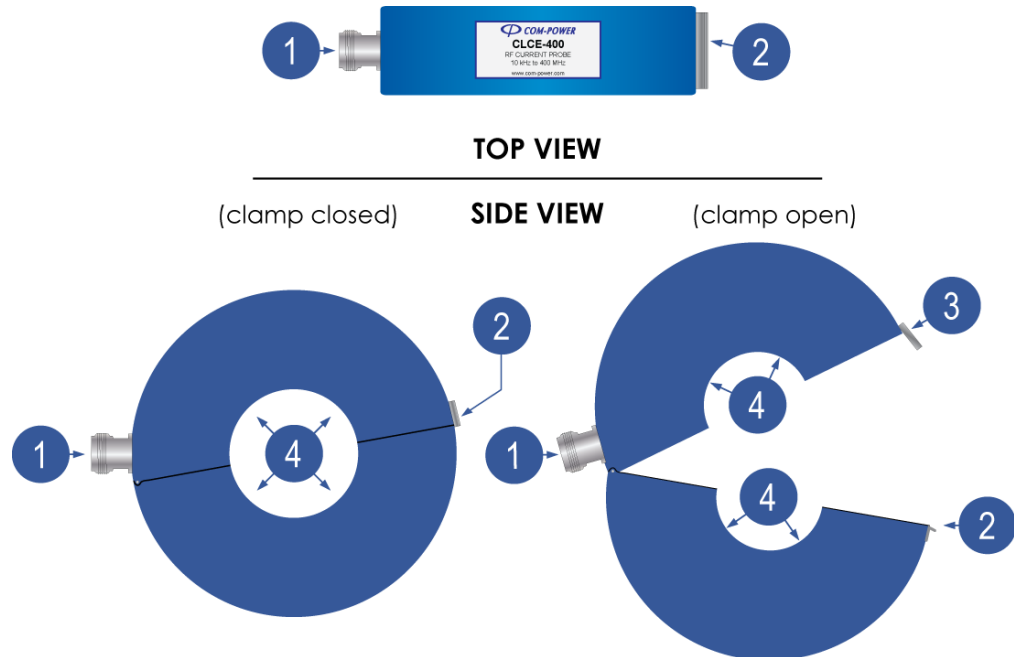 1
COM-POWER
CLCE-400
RF CURRENT PROBE
10 kHz to 400 MHz
www.com-power.com
2
TOP VIEW
(clamp closed) SIDE VIEW (clamp open)
1
4
2
1
4
3
4
2